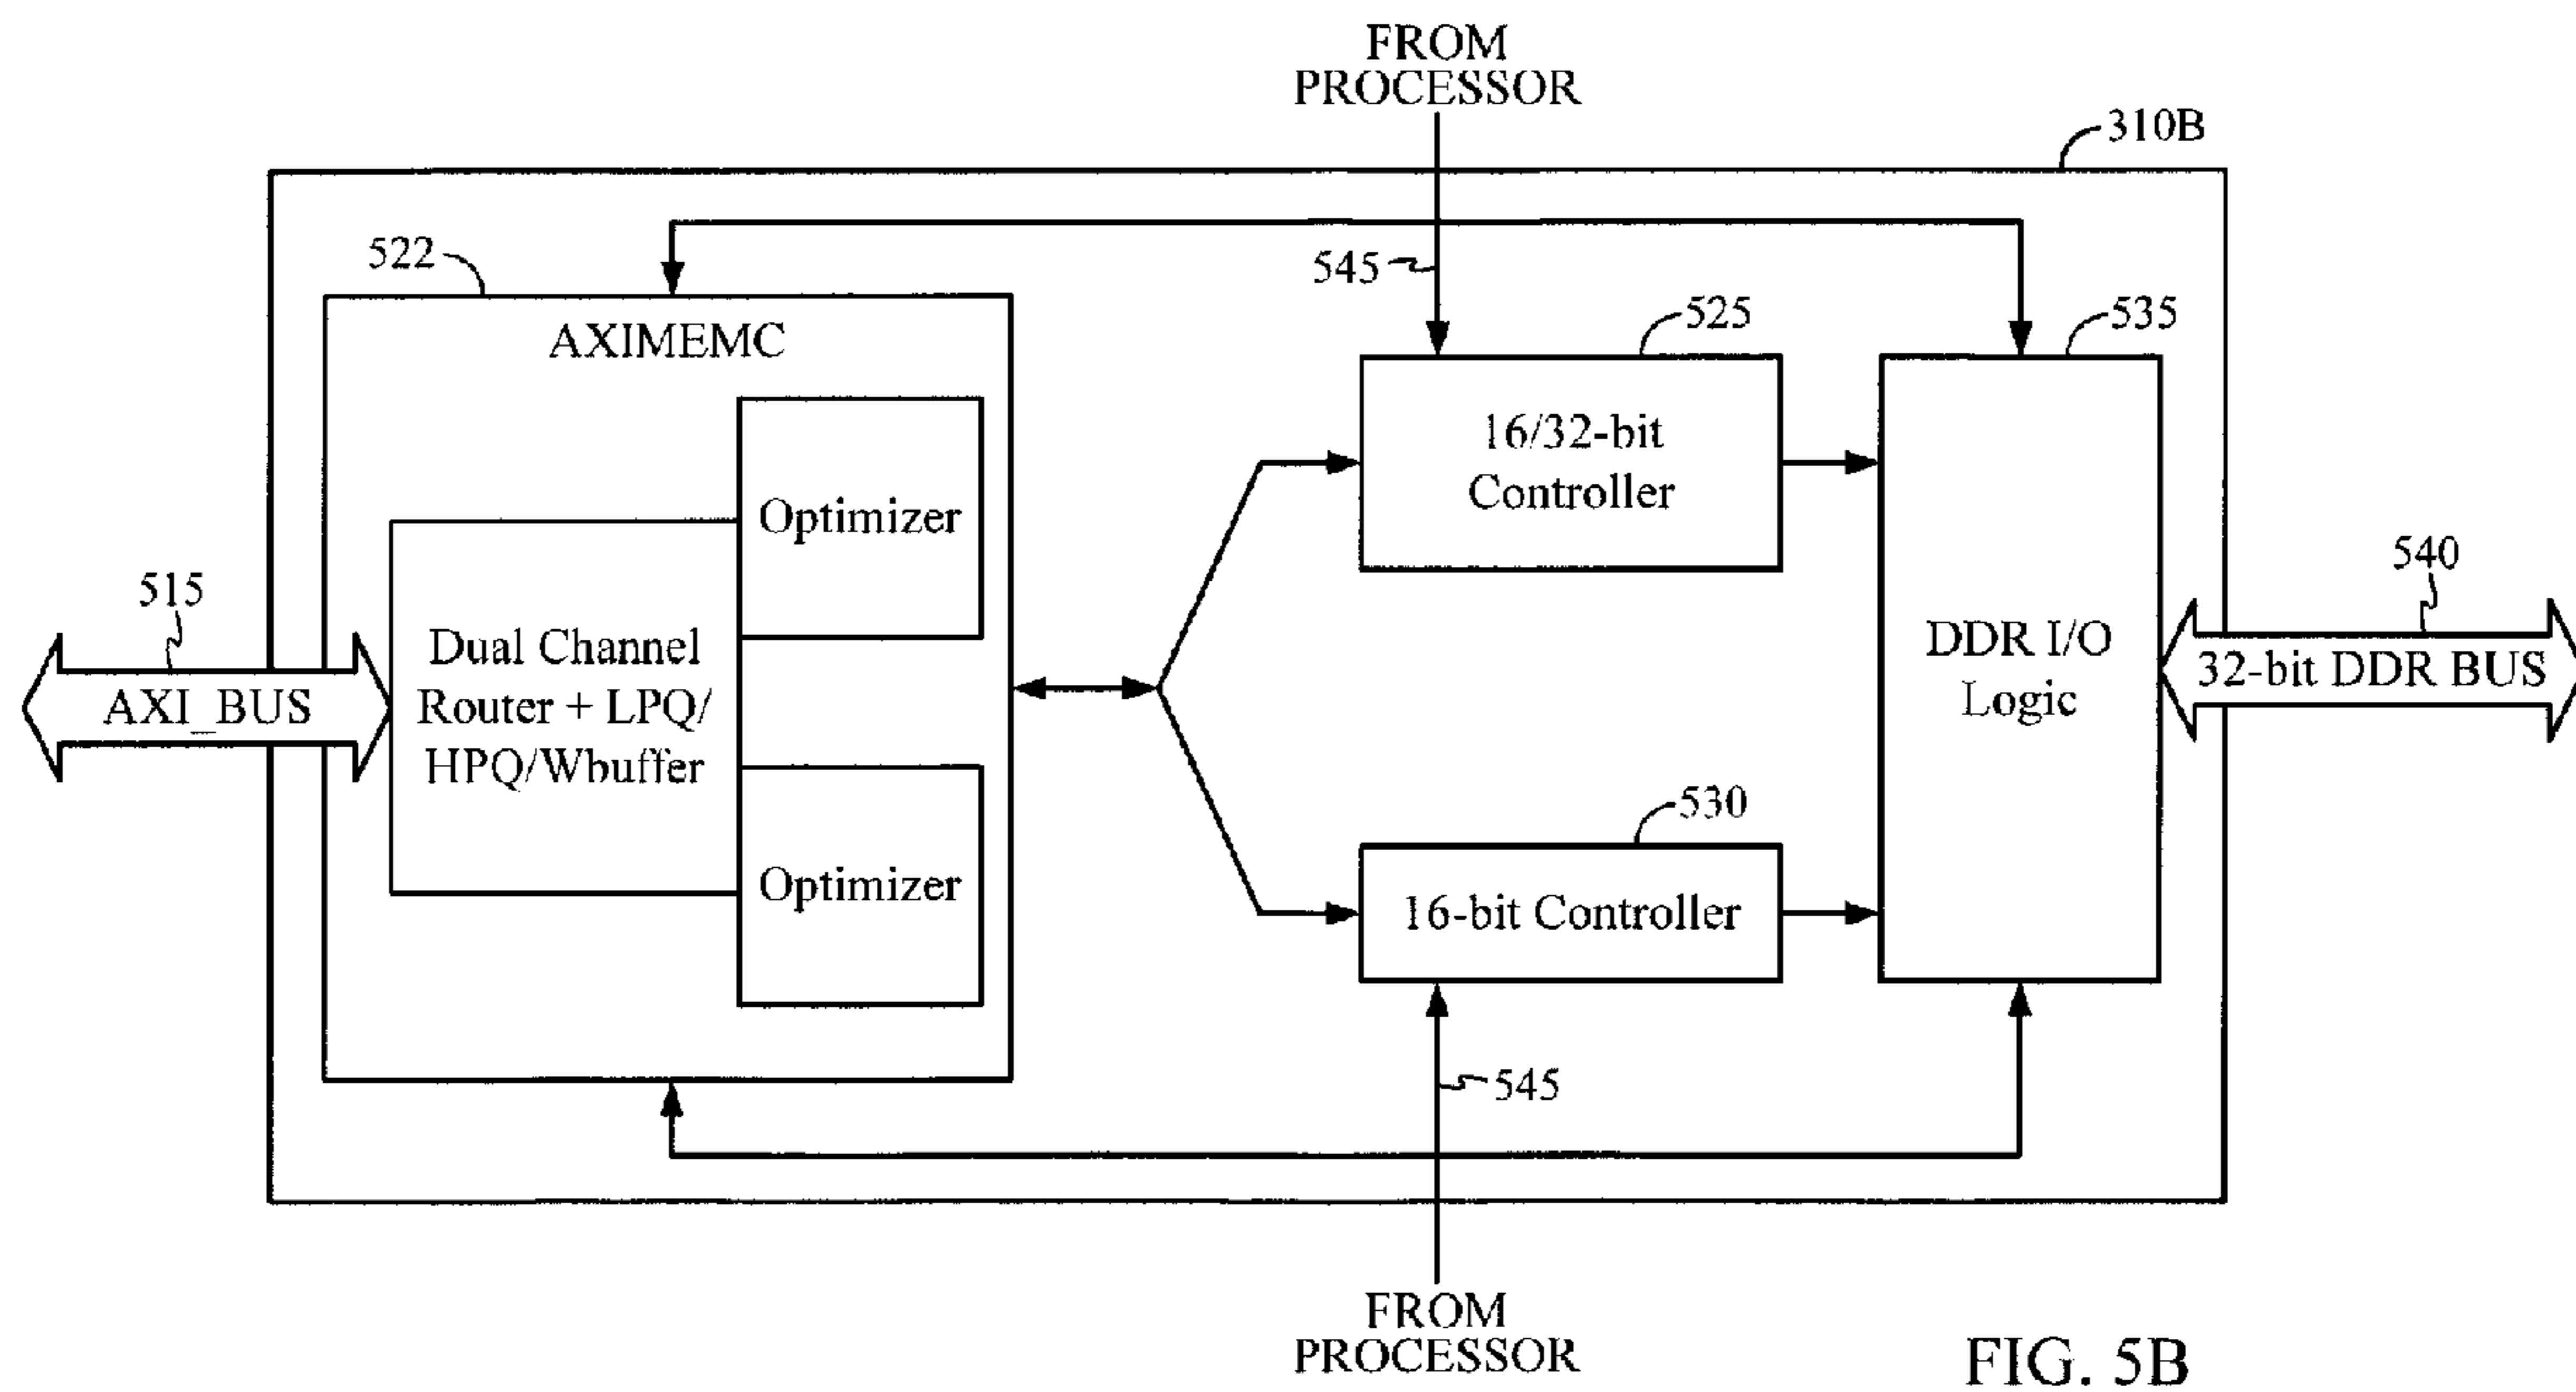 FROM
PROCESSOR
310B
522
545
AXIMEMC
525
535
16/32-bit
Controller
Optimizer
515
540
Dual Channel
Router + LPQ/
HPQ/Wbuffer
AXI_BUS
DDR I/O
Logic
32-bit DDR BUS
530
Optimizer
16-bit Controller
545
FROM
PROCESSOR
FIG. 5B